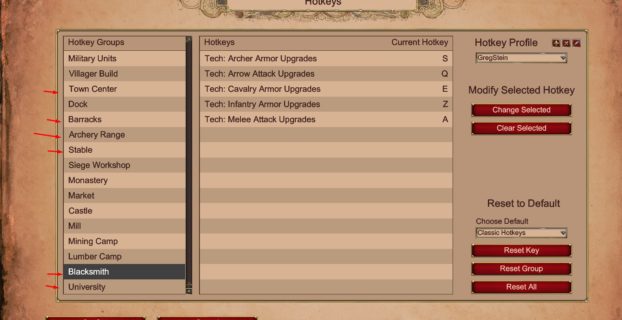 Hotkeys
Hotkey Groups
Military Units
Villager Build
Town Center
Dock
Barracks
Archery Range
Stable
Siege Workshop
Monastery
Market
Castle
Mill
Mining Camp
Lumber Camp
Blacksmith
University
Hotkeys Current Hotkey
Tech: Archer Armor Upgrades S
Tech: Arrow Attack Upgrades Q
Tech: Cavalry Armor Upgrades E
Tech: Infantry Armor Upgrades Z
Tech: Melee Attack Upgrades A
Hotkey Profile
GregStein
Modify Selected Hotkey
Change Selected
Clear Selected
Reset to Default
Choose Default
Classic Hotkeys
Reset Key
Reset Group
Reset All